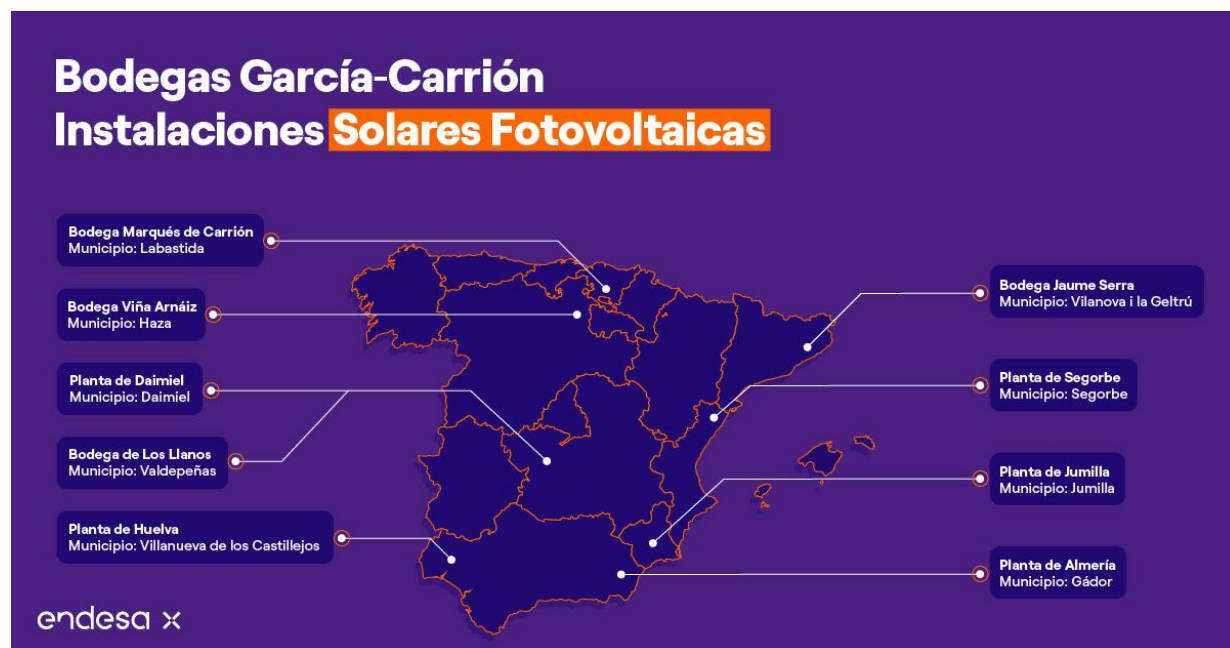 Bodegas García-Carrión
Instalaciones Solares Fotovoltaicas
Bodega Marqués de Carrión
Municipio: Labastida
Bodega Viña Arnáiz
Municipio: Haza
Planta de Daimiel
Municipio: Daimiel
Bodega de Los Llanos
Municipio: Valdepeñas
Planta de Huelva
Municipio: Villanueva de los Castillejos
Bodega Jaume Serra
Municipio: Vilanova i la Geltrú
Planta de Segorbe
Municipio: Segorbe
Planta de Jumilla
Municipio: Jumilla
Planta de Almería
Municipio: Gádor
endesa x